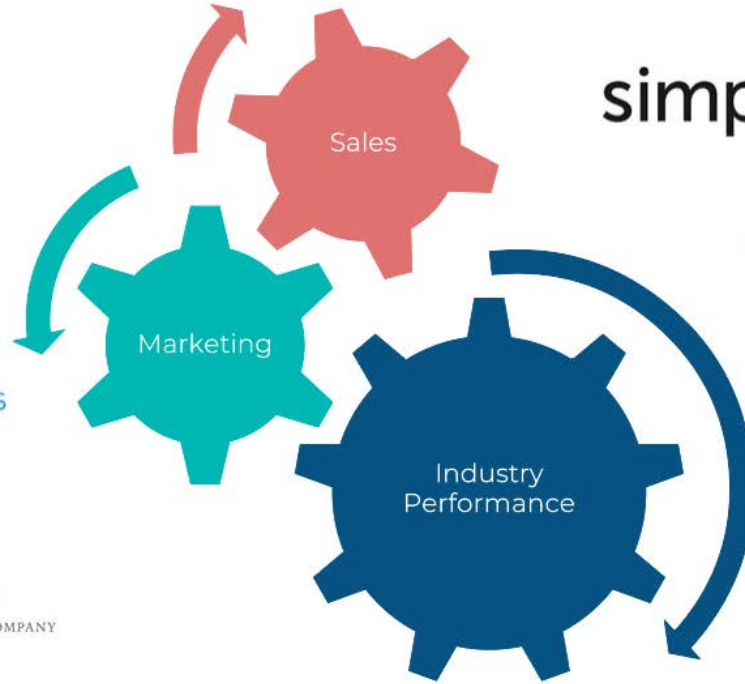 simp
Sales
Marketing
s
Industry
Performance
OMPANY